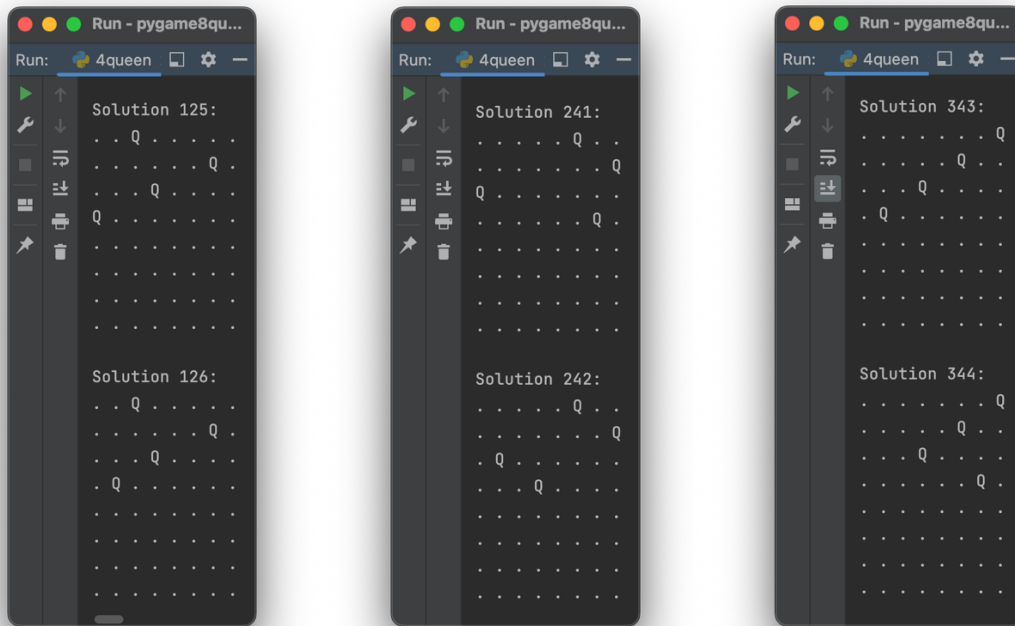 Run - pygame8qu...
Run: 4queen
Solution 125:
. . Q . . . . .
. . . . . . Q .
. . . Q . . . .
Q . . . . . . .
. . . . . . . .
. . . . . . . .
. . . . . . . .
. . . . . . . .
Solution 126:
. . Q . . . . .
. . . . . . Q .
. . . Q . . . .
. Q . . . . . .
. . . . . . . .
. . . . . . . .
. . . . . . . .
. . . . . . . .
Run - pygame8qu...
Run: 4queen
Solution 241:
. . . . . Q . .
. . . . . . . Q
Q . . . . . . .
. . . . . . Q .
. . . . . . . .
. . . . . . . .
. . . . . . . .
. . . . . . . .
Solution 242:
. . . . . Q . .
. . . . . . . Q
. Q . . . . . .
. . . Q . . . .
. . . . . . . .
. . . . . . . .
. . . . . . . .
. . . . . . . .
Run - pygame8qu...
Run: 4queen
Solution 343:
. . . . . . . Q
. . . . . Q . .
. . . Q . . . .
. Q . . . . . .
. . . . . . . .
. . . . . . . .
. . . . . . . .
. . . . . . . .
Solution 344:
. . . . . . . Q
. . . . . Q . .
. . . Q . . . .
. . . . . . Q .
. . . . . . . .
. . . . . . . .
. . . . . . . .
. . . . . . . .